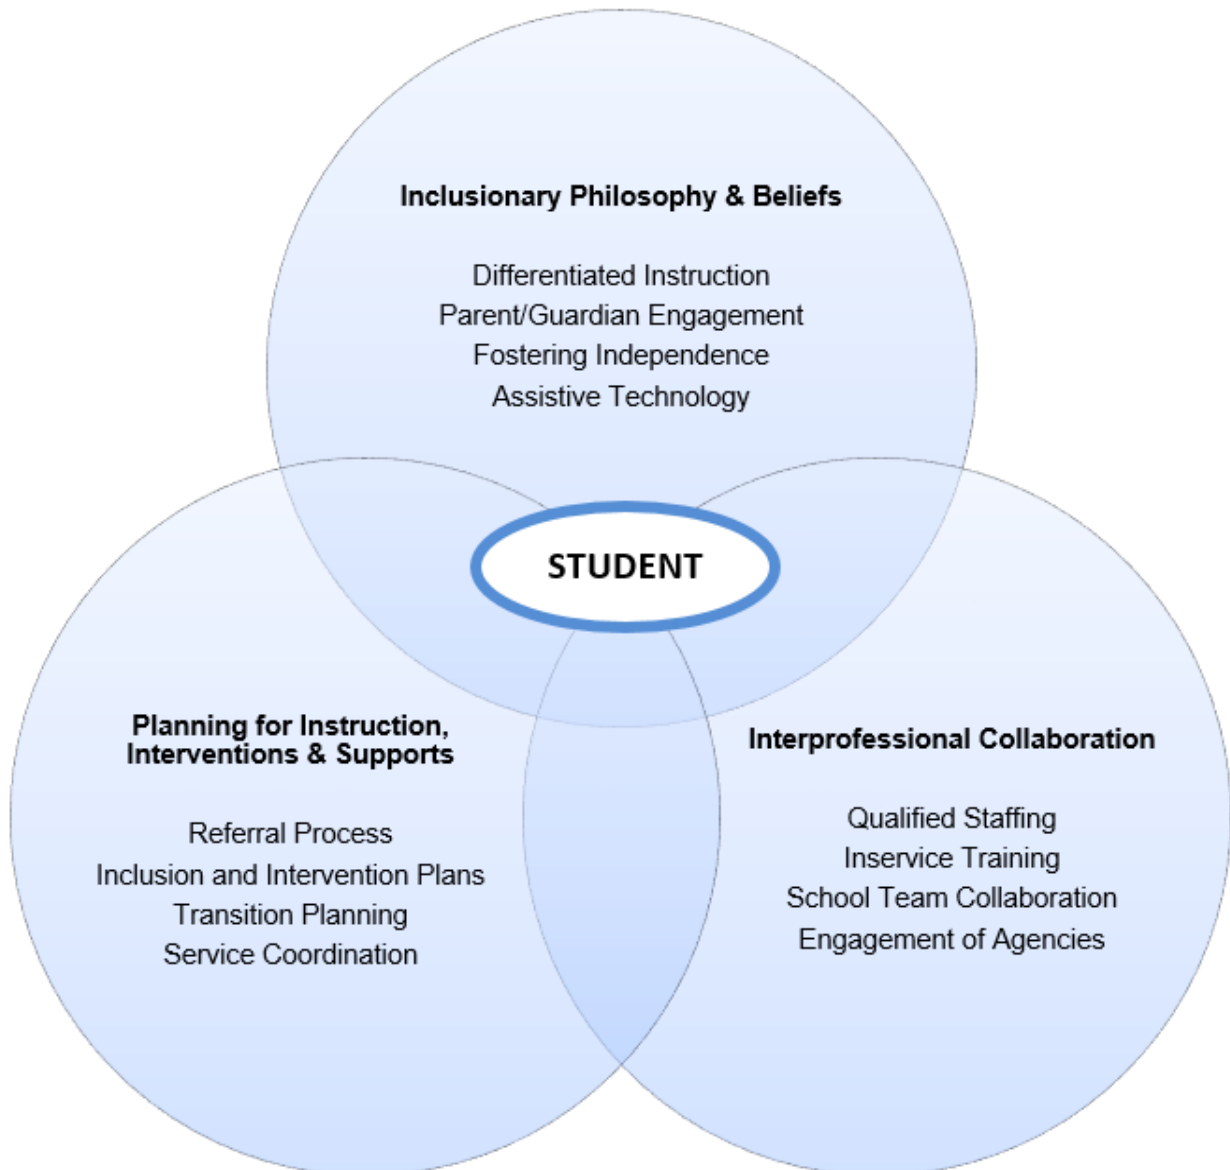 Inclusionary Philosophy & Beliefs
Differentiated Instruction
Parent/Guardian Engagement
Fostering Independence
Assistive Technology
STUDENT
Planning for Instruction,
Interventions & Supports
Referral Process
Inclusion and Intervention Plans
Transition Planning
Service Coordination
Interprofessional Collaboration
Qualified Staffing
Inservice Training
School Team Collaboration
Engagement of Agencies